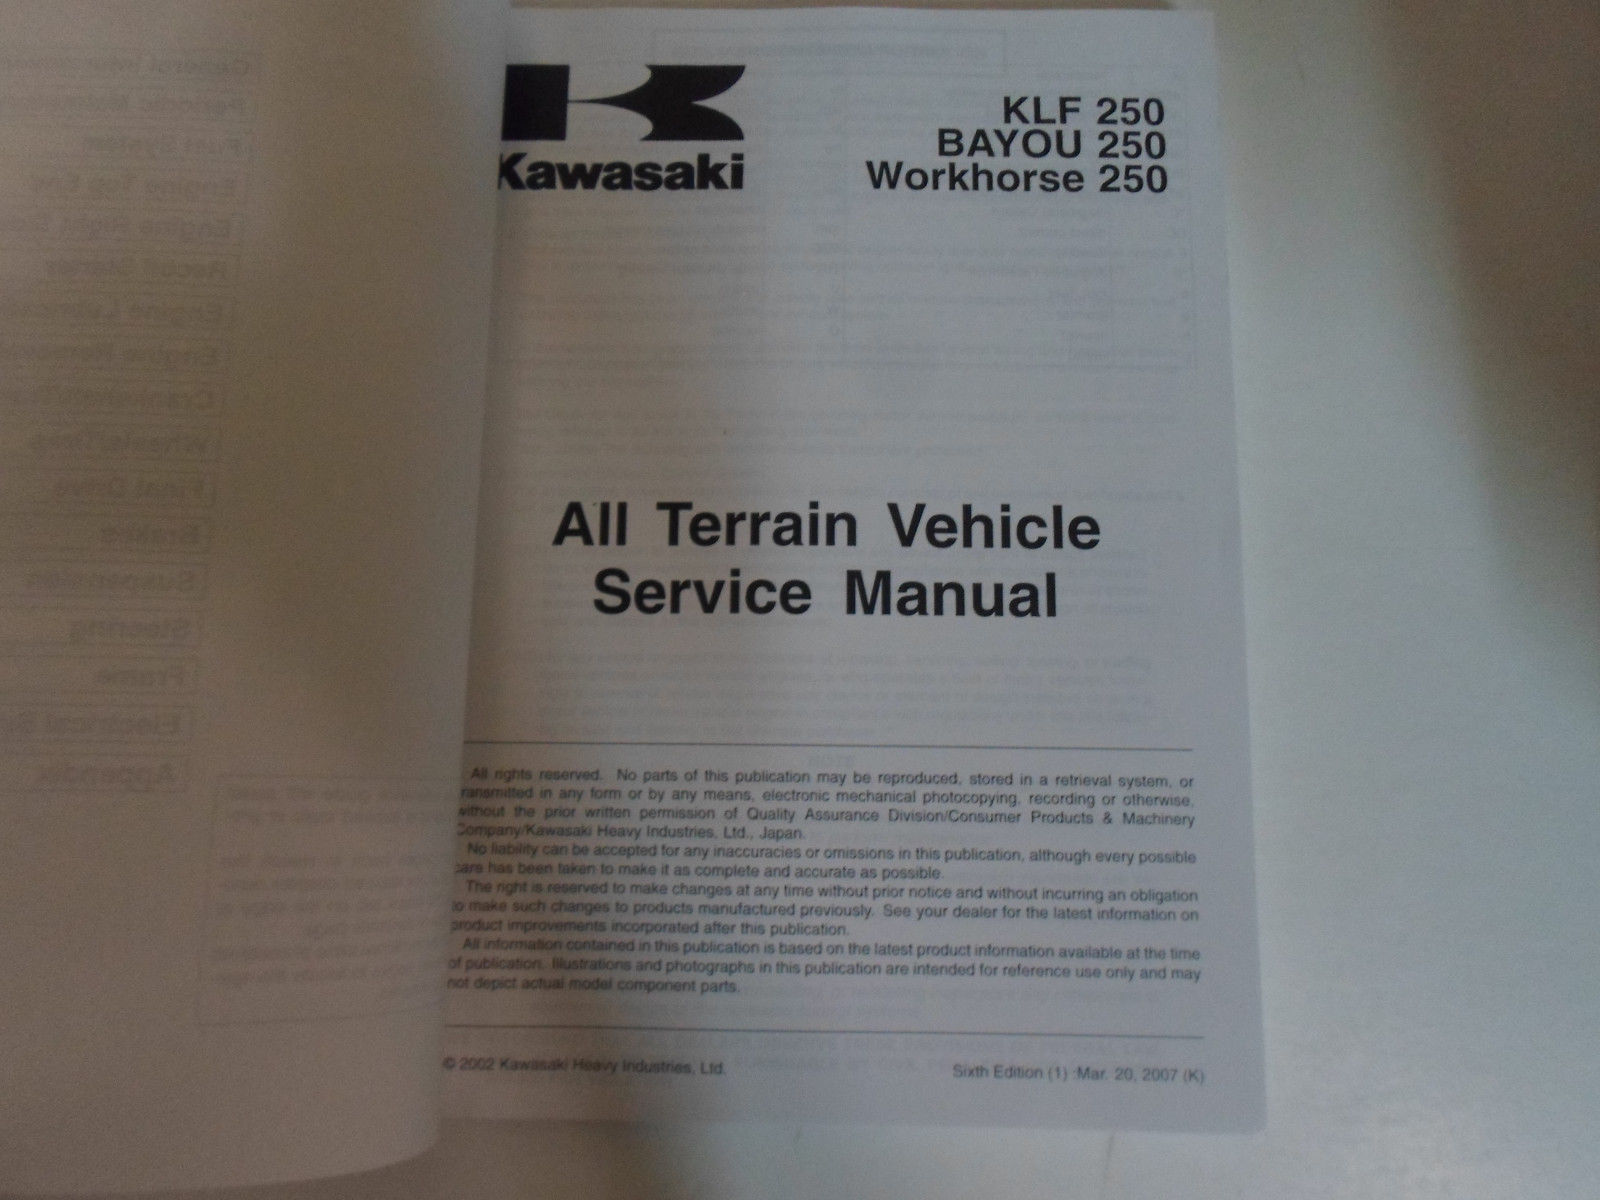 Kawasaki
KLF 250
BAYOU 250
Workhorse 250
All Terrain Vehicle
Service Manual
All rights reserved. No parts of this publication may be reproduced, stored in a retrieval system, or
ransmitted in any form or by any means, electronic mechanical photocopying, recording or otherwise,
without the prior written permission of Quality Assurance Division/Consumer Products & Machinery
Company/Kawasaki Heavy Industries, Ltd., Japan.
No liability can be accepted for any inaccuracies or omissions in this publication, although every possible
care has been taken to make it as complete and accurate as possible.
The right is reserved to make changes at any time without prior notice and without incurring an obligation
to make such changes to products manufactured previously. See your dealer for the latest information on
product improvements incorporated after this publication.
All information contained in this publication is based on the latest product information available at the time
of publication. Illustrations and photographs in this publication are intended for reference use only and may
not depict actual model component parts.
© 2002 Kawasaki Heavy Industries, Ltd.
Sixth Edition (1) :Mar. 20, 2007 (K)